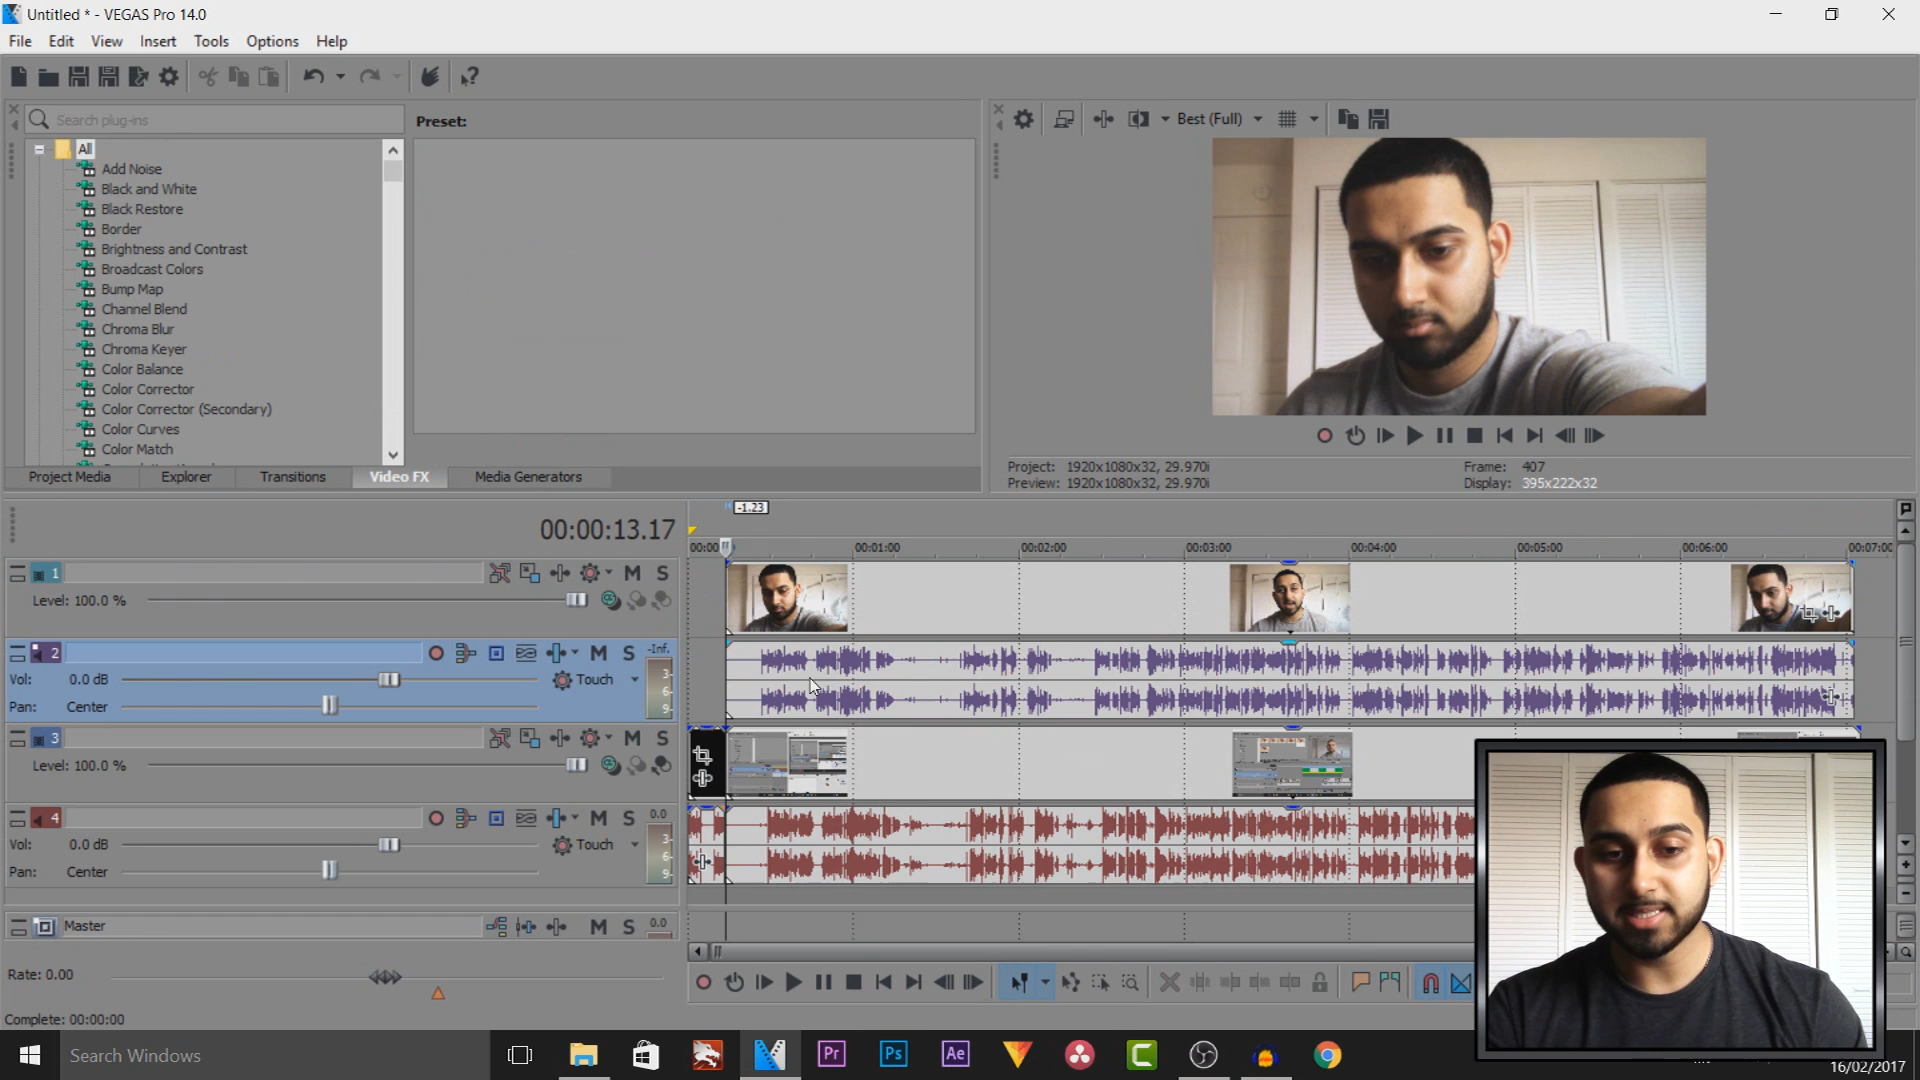 Untitled * - VEGAS Pro 14.0
File Edit View Insert Tools Options Help
Search plug-ins
Preset:
Best (Full)
All
Add Noise
Black and White
Black Restore
Border
Brightness and Contrast
Broadcast Colors
Bump Map
Channel Blend
Chroma Blur
Chroma Keyer
Color Balance
Color Corrector
Color Corrector (Secondary)
Color Curves
Color Match
Project Media Explorer Transitions Video FX Media Generators
Project: 1920x1080x32, 29.970i
Frame: 407
Preview: 1920x1080x32, 29.970i
Display: 395x222x32
-1.23
00:00:13.17
00:00 00:01:00 00:02:00 00:03:00 00:04:00 00:05:00 00:06:00 00:07:00
1 M S
Level: 100.0 %
2 M S -Inf.
Vol: 0.0 dB Touch 3-
6-
Pan: Center 9-
3 M S
Level: 100.0 %
4 M S 0.0
Vol: 0.0 dB Touch 3-
6-
Pan: Center 9-
Master M S 0.0
Rate: 0.00
Complete: 00:00:00
Search Windows
Pr Ps Ae
16/02/2017